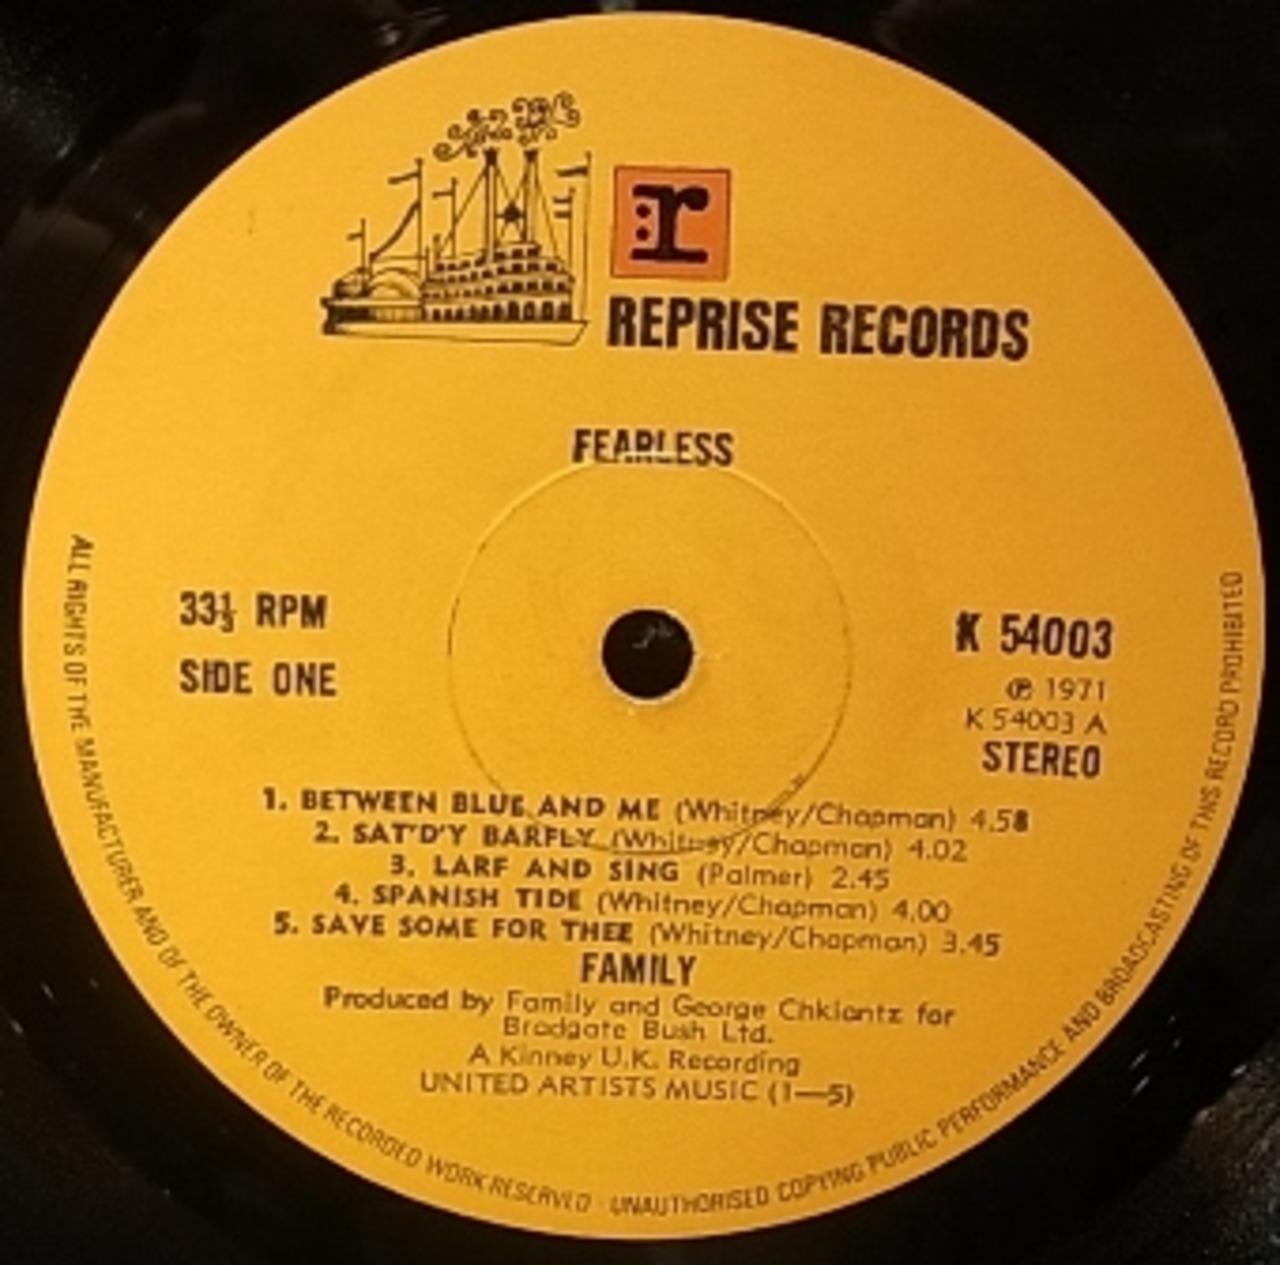 r
REPRISE RECORDS
FEARLESS
33⅓ RPM
SIDE ONE
K 54003
℗ 1971
K 54003 A
STEREO
1. BETWEEN BLUE AND ME (Whitney/Chapman) 4.58
2. SAT'D'Y BARFLY (Whitney/Chapman) 4.02
3. LARF AND SING (Palmer) 2.45
4. SPANISH TIDE (Whitney/Chapman) 4.00
5. SAVE SOME FOR THEE (Whitney/Chapman) 3.45
FAMILY
Produced by Family and George Chkiantz for
Bradgate Bush Ltd.
A Kinney U.K. Recording
UNITED ARTISTS MUSIC (1—5)
ALL RIGHTS OF THE MANUFACTURER AND OF THE OWNER OF THE RECORDED WORK RESERVED · UNAUTHORISED COPYING PUBLIC PERFORMANCE AND BROADCASTING OF THIS RECORD PROHIBITED